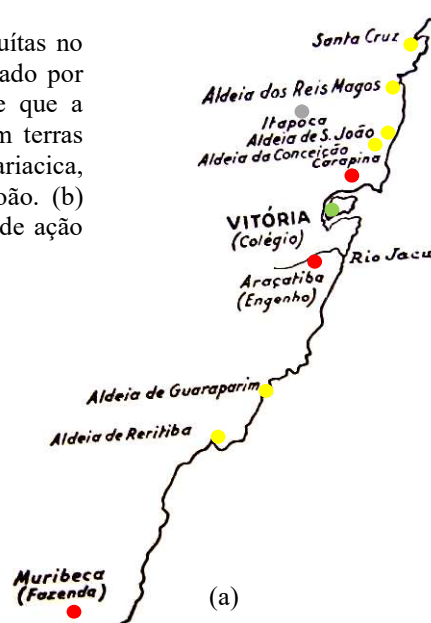 uítas no
ado por
e que a
m terras
ariacica,
oão. (b)
de ação
Santa Cruz
Aldeia dos Reis Magos
Itapoca
Aldeia de S. João
Aldeia da Conceição
Carapina
VITÓRIA
(Colégio)
Rio Jacu
Araçatiba
(Engenho)
Aldeia de Guaraparim
Aldeia de Reritiba
Muribeca
(Fazenda)
(a)